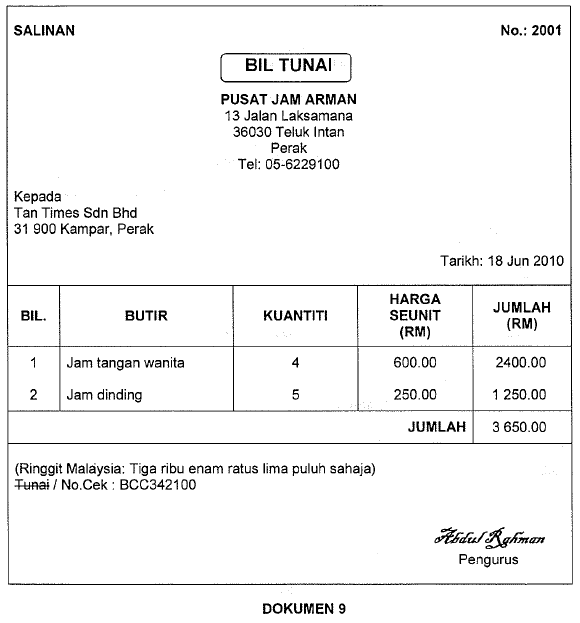 SALINAN No.: 2001
BIL TUNAI
PUSAT JAM ARMAN
13 Jalan Laksamana
36030 Teluk Intan
Perak
Tel: 05-6229100
Kepada
Tan Times Sdn Bhd
31 900 Kampar, Perak
Tarikh: 18 Jun 2010
BIL. BUTIR KUANTITI HARGA SEUNIT (RM) JUMLAH (RM)
1 Jam tangan wanita 4 600.00 2400.00
2 Jam dinding 5 250.00 1 250.00
JUMLAH 3 650.00
(Ringgit Malaysia: Tiga ribu enam ratus lima puluh sahaja)
Tunai / No.Cek : BCC342100
Abdul Rahman
Pengurus
DOKUMEN 9